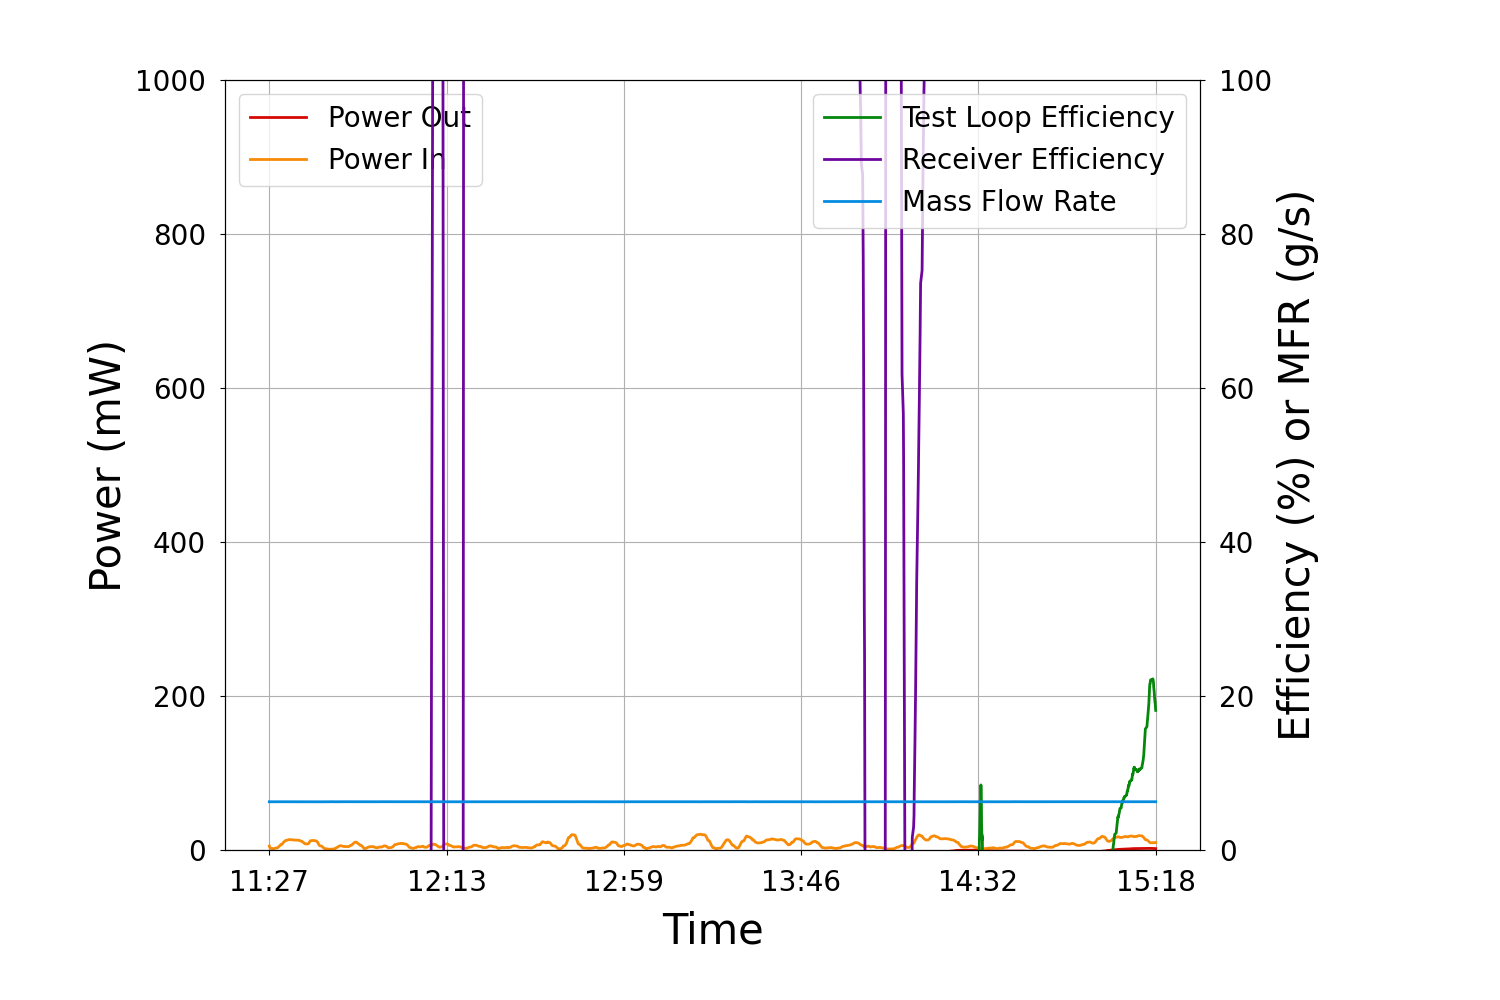 1000
800
600
400
200
0
Power (mW)
Power Out
Power In
Test Loop Efficiency
Receiver Efficiency
Mass Flow Rate
100
80
60
40
20
0
Efficiency (%) or MFR (g/s)
11:27
12:13
12:59
13:46
14:32
15:18
Time